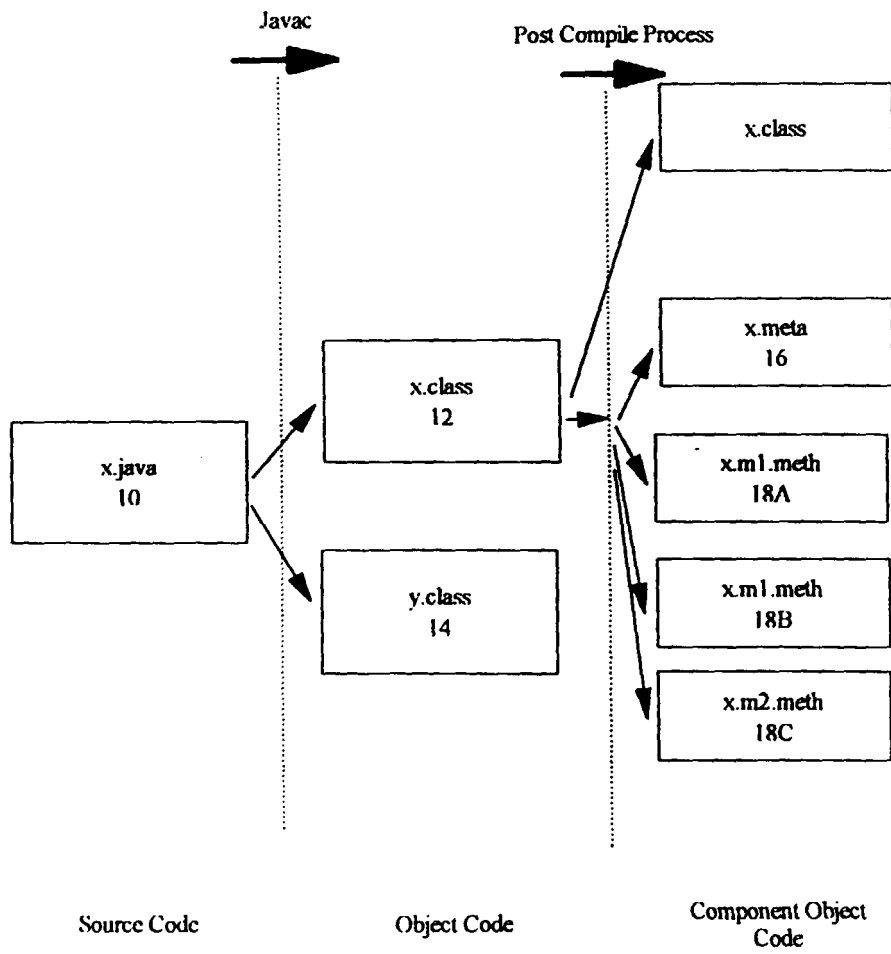 Javac
Post Compile Process
x.class
x.meta
16
x.class
12
x.java
10
x.m1.meth
18A
y.class
14
x.m1.meth
18B
x.m2.meth
18C
Source Code
Object Code
Component Object
Code